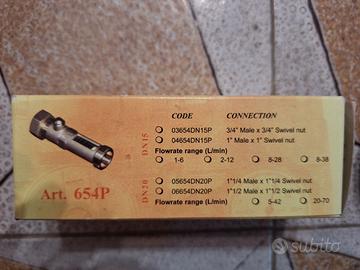 CODE CONNECTION
DN15
03654DN15P 3/4" Male x 3/4" Swivel nut
04654DN15P 1" Male x 1" Swivel nut
Flowrate range (L/min)
1-6 2-12 8-28 8-38
Art. 654P
DN20
05654DN20P 1"1/4 Male x 1"1/4 Swivel nut
06654DN20P 1"1/2 Male x 1"1/2 Swivel nut
Flowrate range (L/min)
5-42 20-70
subito